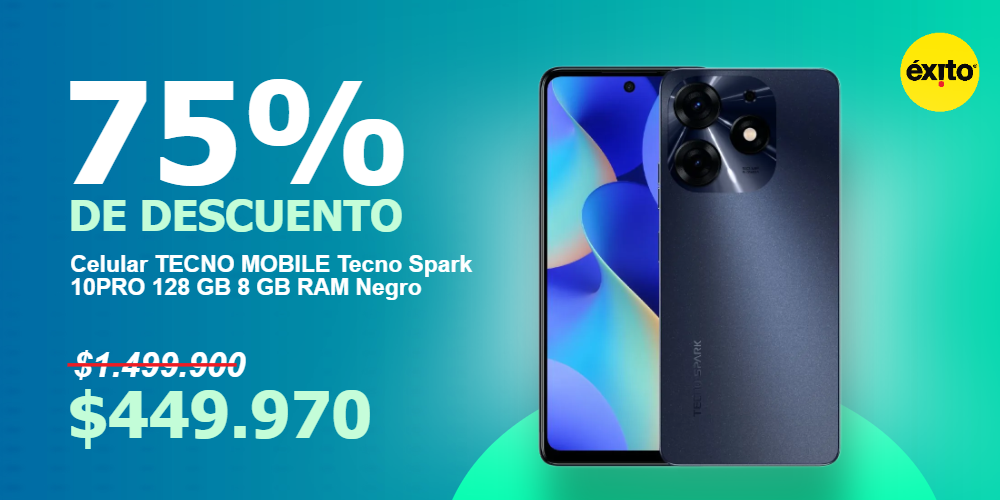 75%
DE DESCUENTO
Celular TECNO MOBILE Tecno Spark
10PRO 128 GB 8 GB RAM Negro
$1.499.900
$449.970
éxito
TECNO SPARK